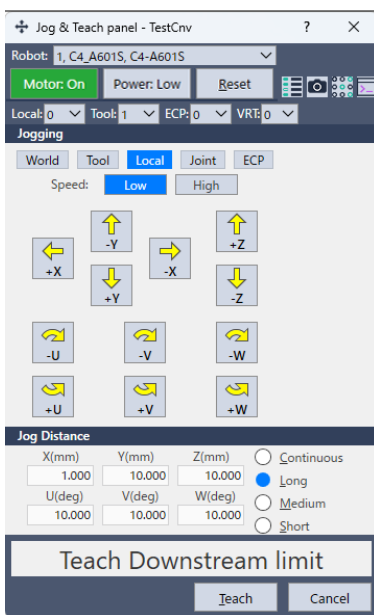 Jog & Teach panel - TestCnv ? X
Robot: 1, C4_A601S, C4-A601S
Motor: On Power: Low Reset
Local: 0 Tool: 1 ECP: 0 VRT: 0
Jogging
World Tool Local Joint ECP
Speed: Low High
-Y +Z
+X -X
+Y -Z
-U -V -W
+U +V +W
Jog Distance
X(mm) Y(mm) Z(mm) Continuous
1.000 10.000 10.000 Long
U(deg) V(deg) W(deg) Medium
10.000 10.000 10.000 Short
Teach Downstream limit
Teach Cancel